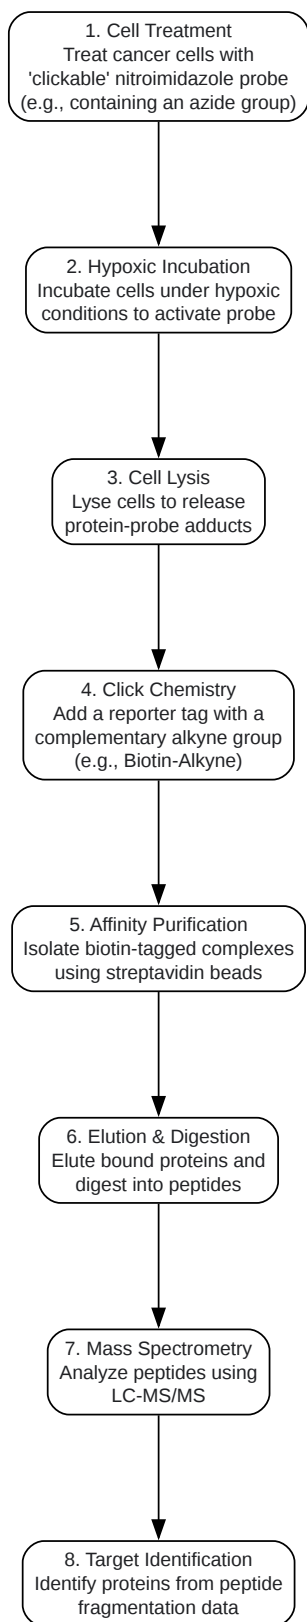 1. Cell Treatment
Treat cancer cells with
'clickable' nitroimidazole probe
(e.g., containing an azide group)
2. Hypoxic Incubation
Incubate cells under hypoxic
conditions to activate probe
3. Cell Lysis
Lyse cells to release
protein-probe adducts
4. Click Chemistry
Add a reporter tag with a
complementary alkyne group
(e.g., Biotin-Alkyne)
5. Affinity Purification
Isolate biotin-tagged complexes
using streptavidin beads
6. Elution & Digestion
Elute bound proteins and
digest into peptides
7. Mass Spectrometry
Analyze peptides using
LC-MS/MS
8. Target Identification
Identify proteins from peptide
fragmentation data